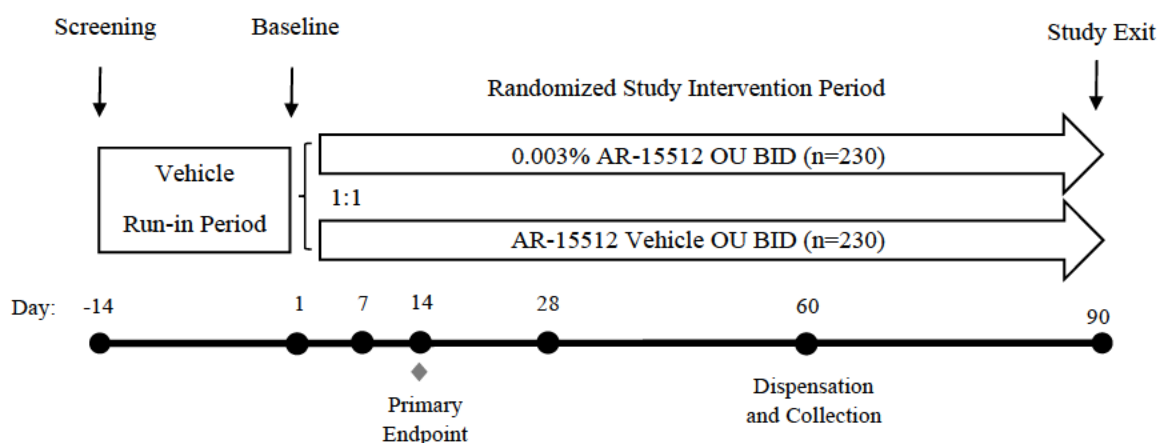 Screening
Baseline
Study Exit
Randomized Study Intervention Period
Vehicle
Run-in Period
1:1
0.003% AR-15512 OU BID (n=230)
AR-15512 Vehicle OU BID (n=230)
Day:
-14
1
7
14
28
60
90
Primary
Endpoint
Dispensation
and Collection